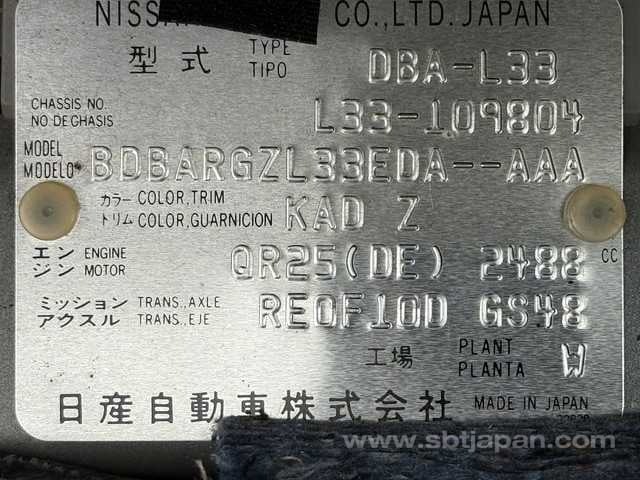 NISS CO.,LTD. JAPAN
型式 TYPE TIPO DBA-L33
CHASSIS NO. NO DE CHASIS L33-109804
MODEL MODELO BDBARGZL33EDA--AAA
カラー COLOR,TRIM
トリム COLOR,GUARNICION KAD Z
エンジン ENGINE MOTOR QR25(DE) 2488 CC
ミッション TRANS.,AXLE
アクスル TRANS.,EJE RE0F10D GS48
工場 PLANT PLANTA W
日産自動車株式会社 MADE IN JAPAN
www.sbtjapan.com